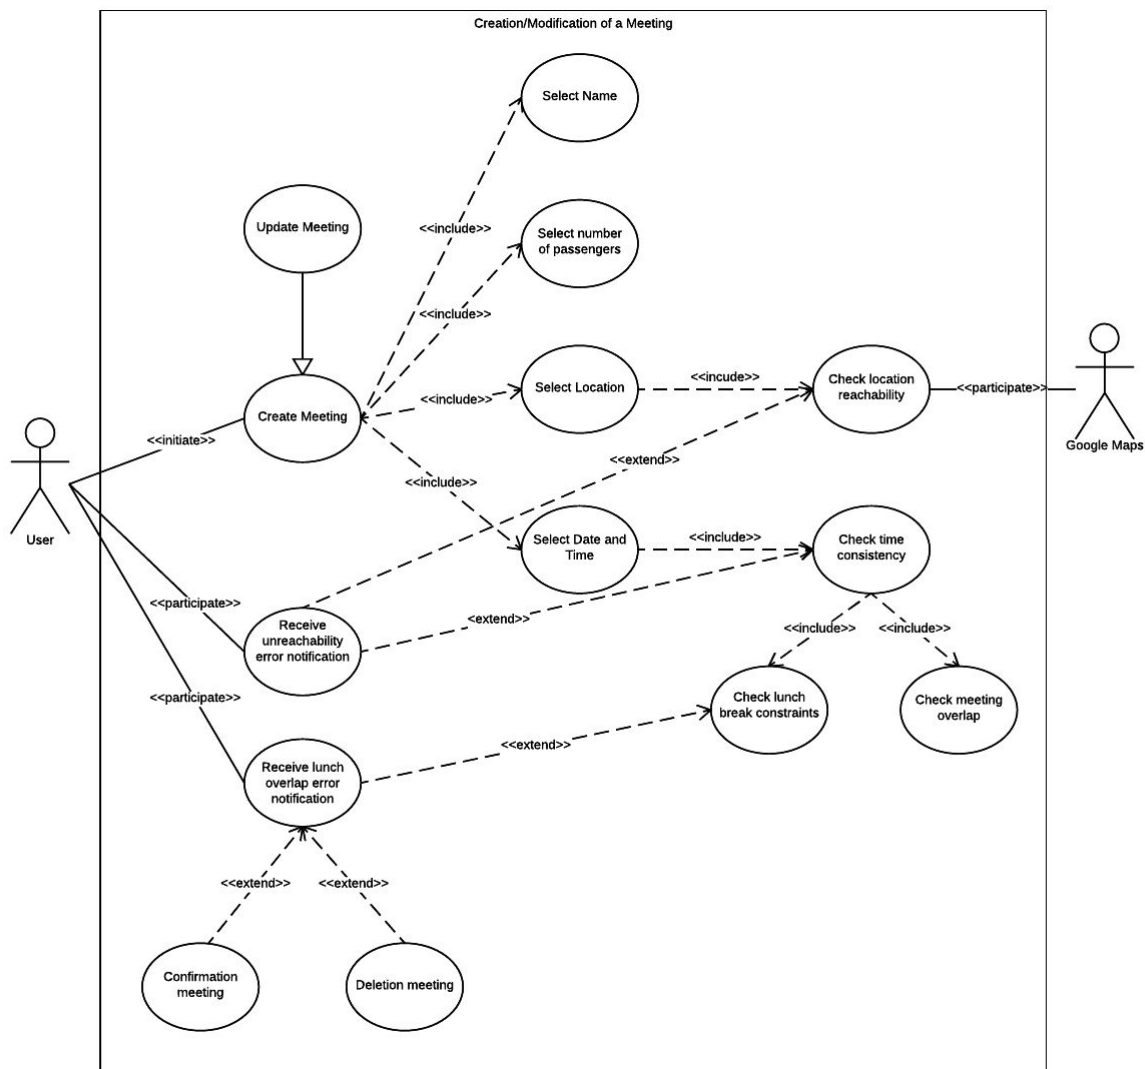 Creation/Modification of a Meeting
Select Name
Update Meeting
<<include>>
Select number
of passengers
<<include>>
Select Location
<<incude>>
Check location
reachability
<<participate>>
Google Maps
<<include>>
Create Meeting
<<initiate>>
<<extend>>
<<include>>
User
Select Date and
Time
<<include>>
Check time
consistency
<<participate>>
<extend>>
Receive
unreachability
error notification
<<include>>
<<include>>
<<participate>>
Check lunch
break constraints
Check meeting
overlap
<<extend>>
Receive lunch
overlap error
notification
<<extend>>
<<extend>>
Confirmation
meeting
Deletion meeting